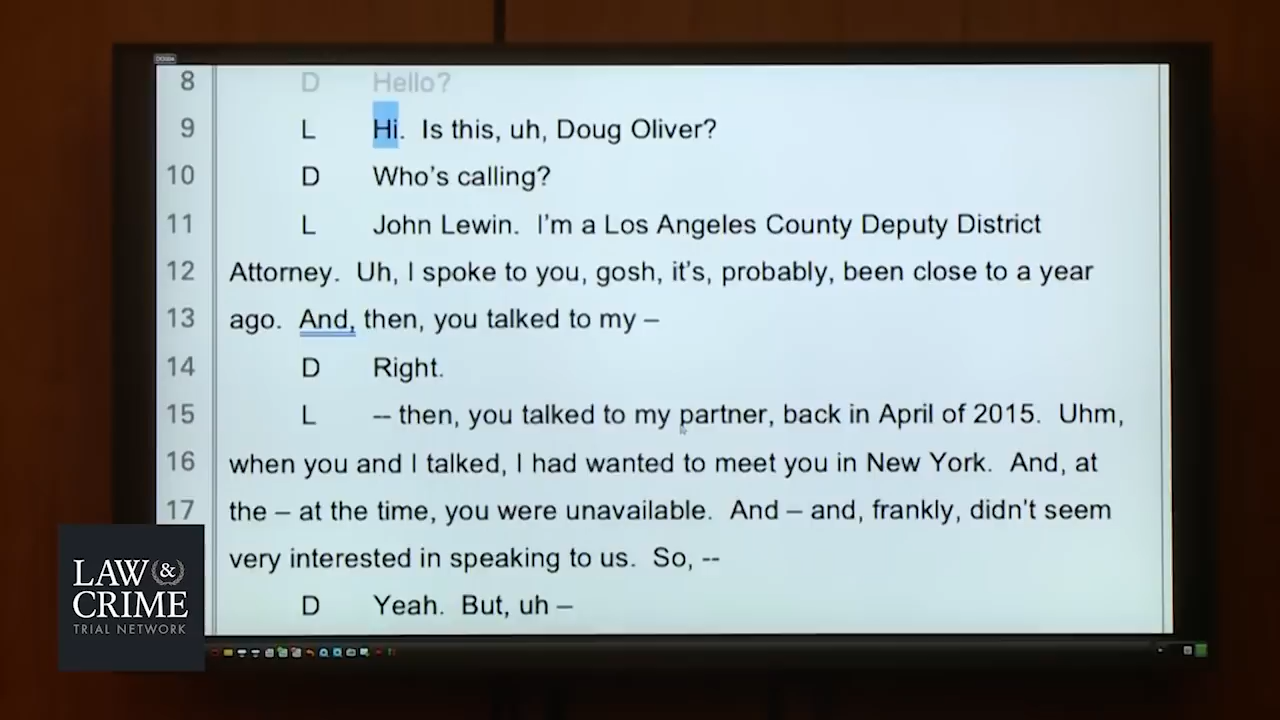 8 D Hello?
9 L Hi. Is this, uh, Doug Oliver?
10 D Who's calling?
11 L John Lewin. I'm a Los Angeles County Deputy District
12 Attorney. Uh, I spoke to you, gosh, it's, probably, been close to a year
13 ago. And, then, you talked to my –
14 D Right.
15 L -- then, you talked to my partner, back in April of 2015. Uhm,
16 when you and I talked, I had wanted to meet you in New York. And, at
17 the – at the time, you were unavailable. And – and, frankly, didn't seem
very interested in speaking to us. So, --
D Yeah. But, uh –
LAW &
CRIME
TRIAL NETWORK